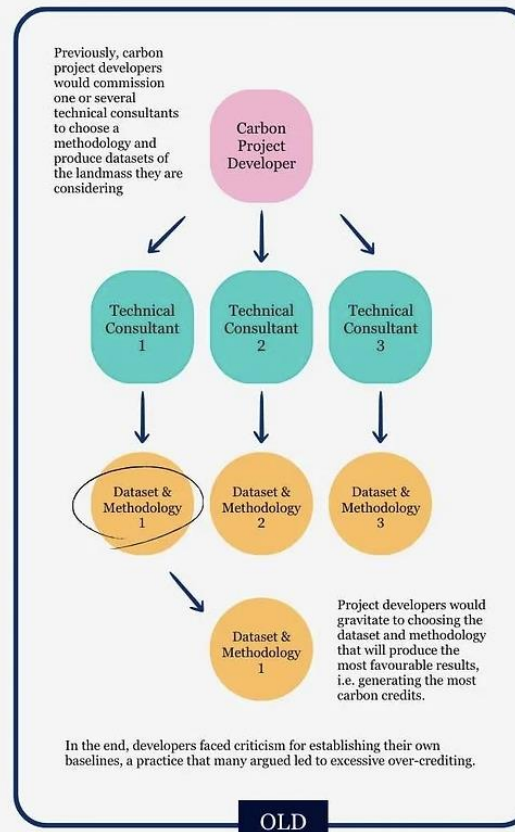 Previously, carbon
project developers
would commission
one or several
technical consultants
to choose a
methodology and
produce datasets of
the landmass they are
considering
Carbon
Project
Developer
Technical
Consultant
1
Technical
Consultant
2
Technical
Consultant
3
Dataset &
Methodology
1
Dataset &
Methodology
2
Dataset &
Methodology
3
Dataset &
Methodology
1
Project developers would
gravitate to choosing the
dataset and methodology
that will produce the
most favourable results,
i.e. generating the most
carbon credits.
In the end, developers faced criticism for establishing their own
baselines, a practice that many argued led to excessive over-crediting.
OLD